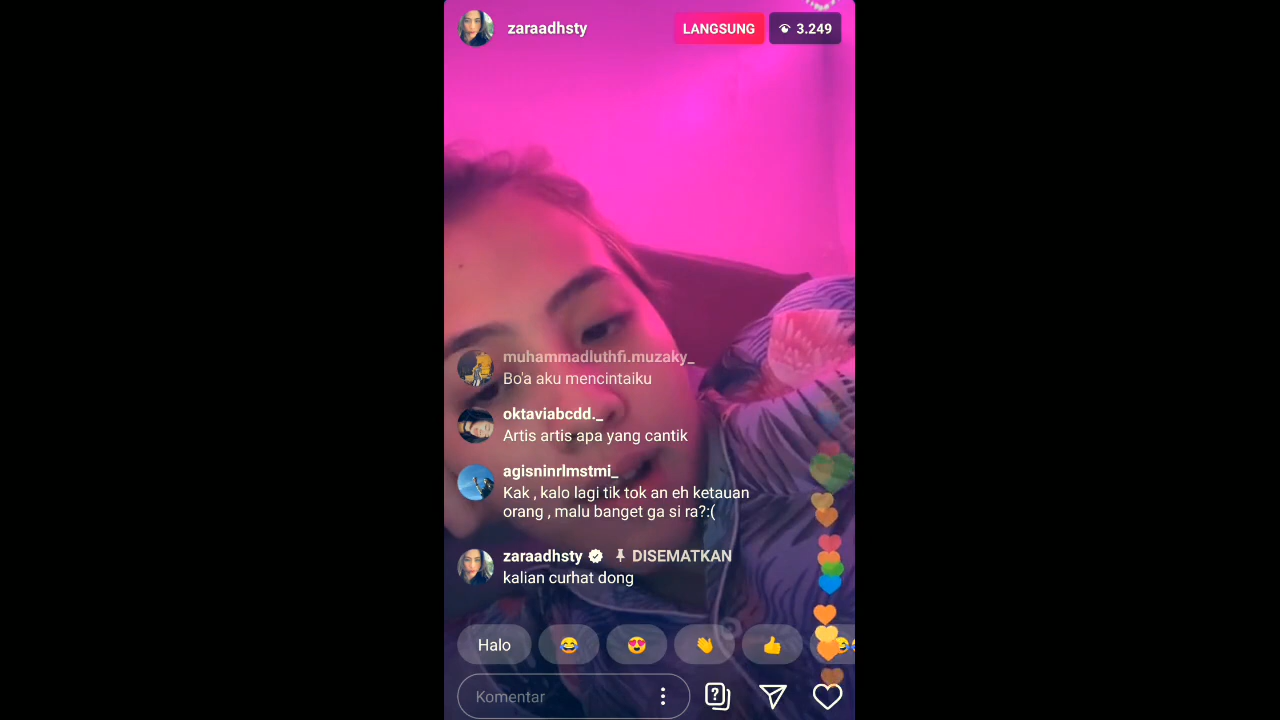 zaraadhsty
LANGSUNG
3.249
muhammadluthfi.muzaky_
Bo'a aku mencintaiku
oktaviabcdd._
Artis artis apa yang cantik
agisninrlmstmi_
Kak , kalo lagi tik tok an eh ketauan
orang , malu banget ga si ra?:(
zaraadhsty DISEMATKAN
kalian curhat dong
Halo
Komentar